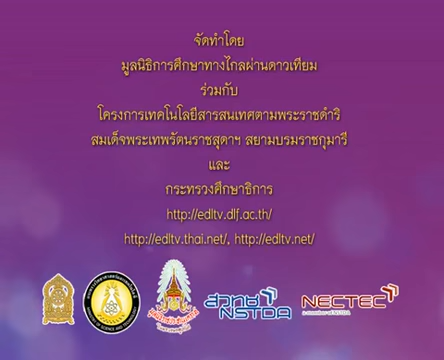 จัดทำโดย
มูลนิธิการศึกษาทางไกลผ่านดาวเทียม
ร่วมกับ
โครงการเทคโนโลยีสารสนเทศตามพระราชดำริ
สมเด็จพระเทพรัตนราชสุดาฯ สยามบรมราชกุมารี
และ
กระทรวงศึกษาธิการ
http://edltv.dlf.ac.th/
http://edltv.thai.net/, http://edltv.net/
สวทช
NSTDA
NECTEC
a member of NSTDA